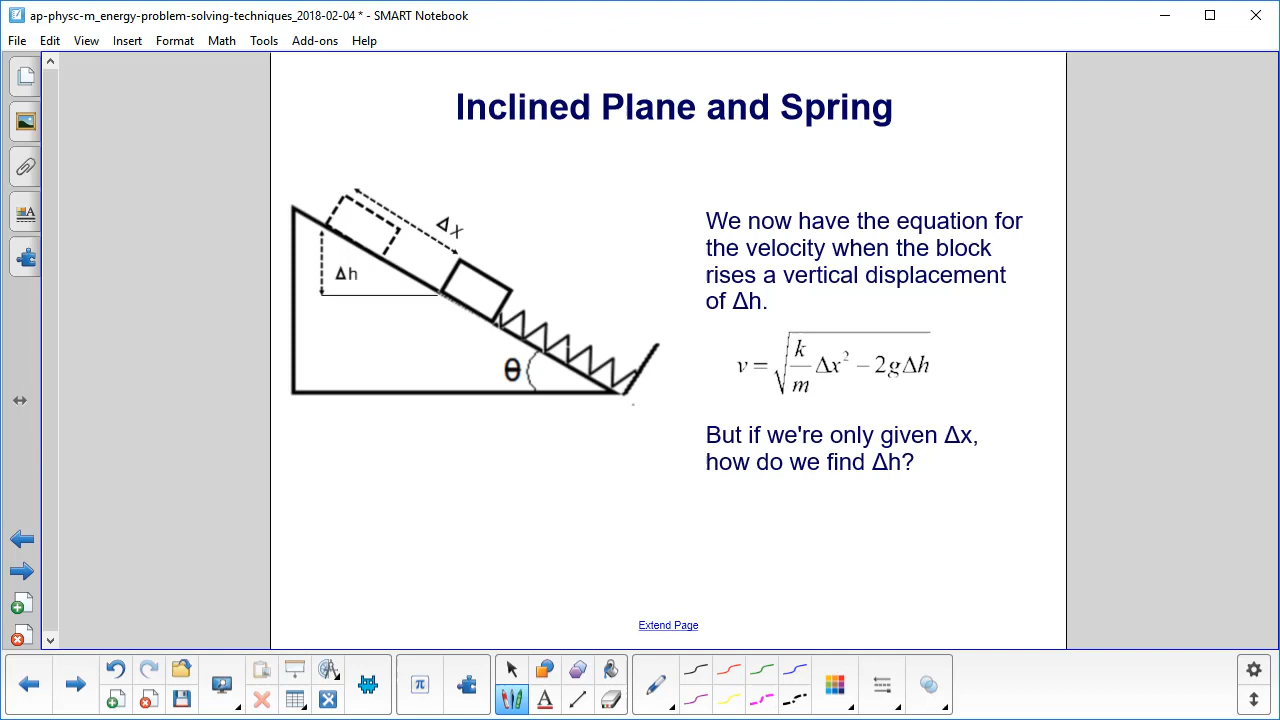 ap-physc-m_energy-problem-solving-techniques_2018-02-04 * - SMART Notebook
File Edit View Insert Format Math Tools Add-ons Help
Inclined Plane and Spring
Δx
Δh
θ
We now have the equation for
the velocity when the block
rises a vertical displacement
of Δh.
v = √(k/m Δx² − 2gΔh)
But if we're only given Δx,
how do we find Δh?
Extend Page
π
A